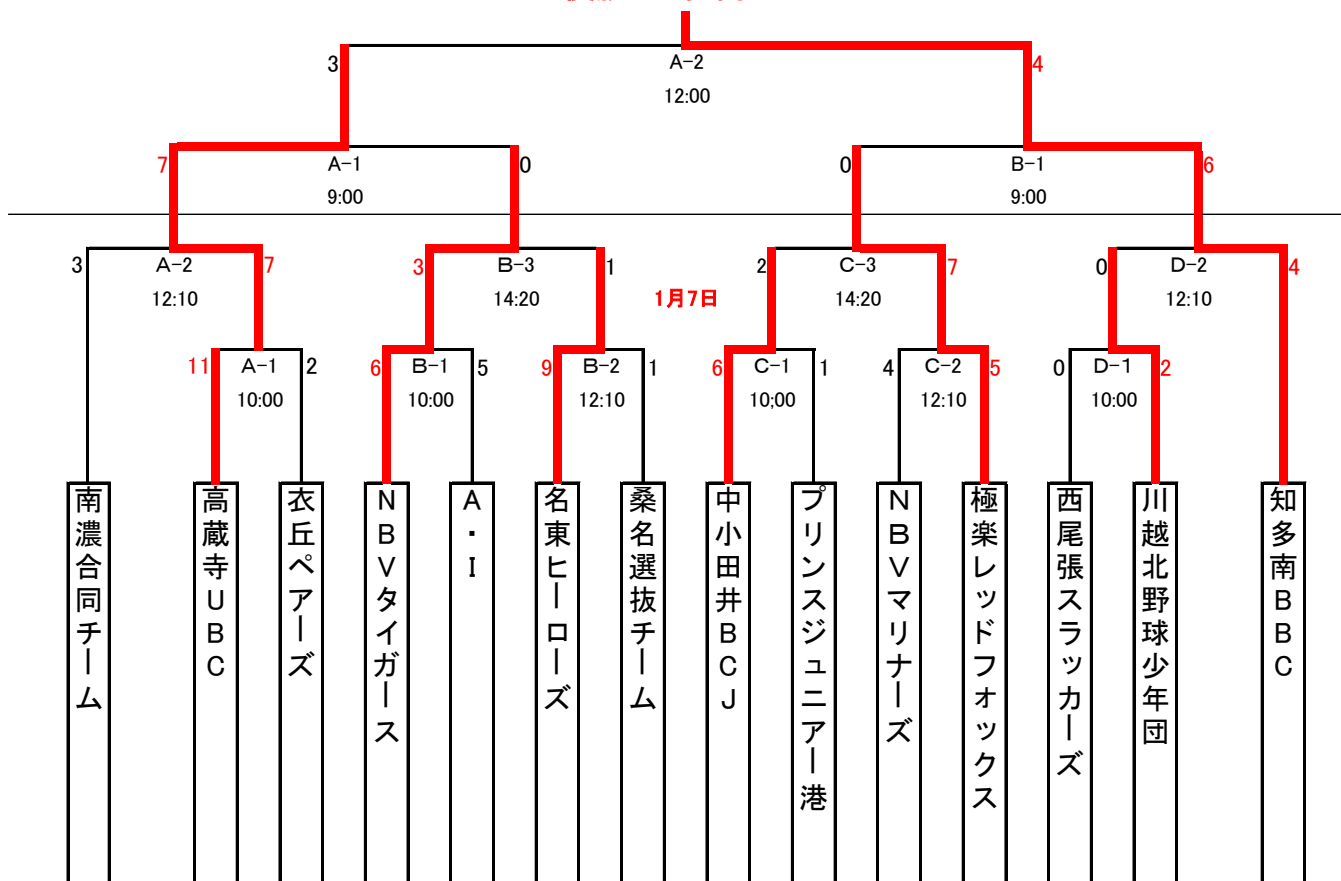 3 A-2 4
12:00
7 A-1 0 0 B-1 6
9:00 9:00
3 A-2 7 3 B-3 1 2 C-3 7 0 D-2 4
12:10 14:20 1月7日 14:20 12:10
11 A-1 2 6 B-1 5 9 B-2 1 6 C-1 1 4 C-2 5 0 D-1 2
10:00 10:00 12:10 10;00 12:10 10:00
南濃合同チーム
高蔵寺UBC
衣丘ペアーズ
NBVタイガース
A・I
名東ヒーローズ
桑名選抜チーム
中小田井BCJ
プリンスジュニアー港
NBVマリナーズ
極楽レッドフォックス
西尾張スラッカーズ
川越北野球少年団
知多南BBC